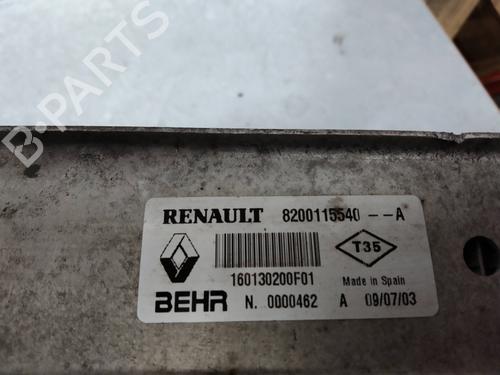 B-PARTS
RENAULT 8200115540 --A
T35
160130200F01 Made in Spain
BEHR N. 0000462 A 09/07/03